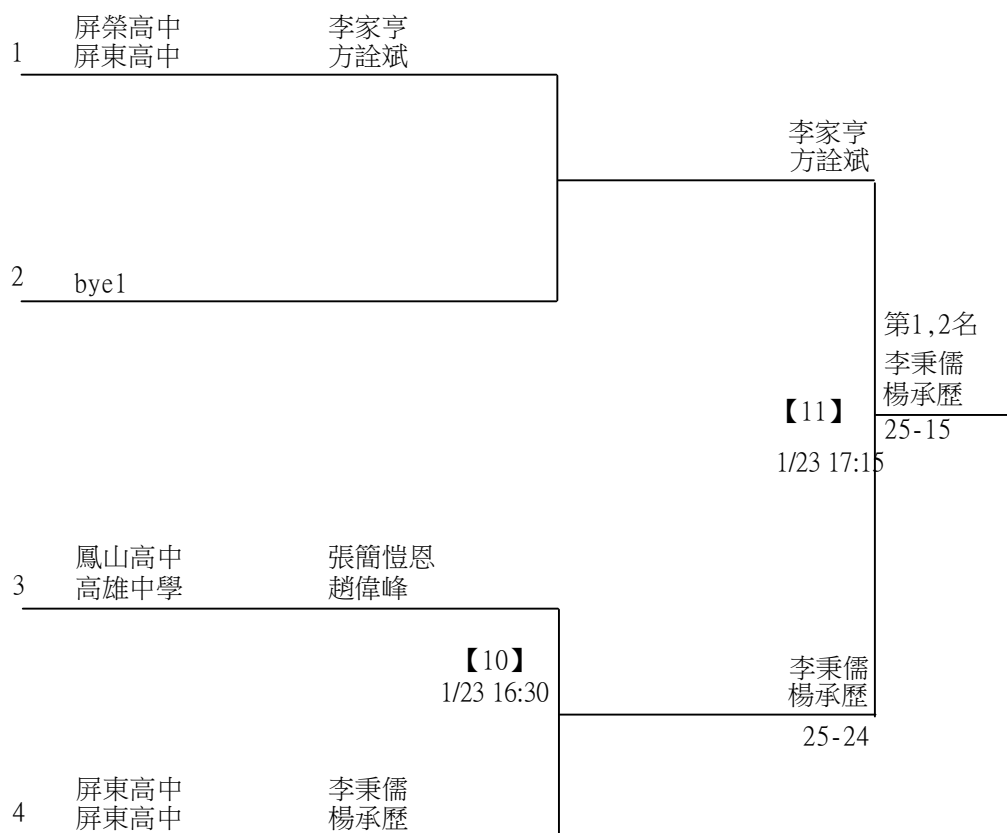 屏榮高中 李家亨
1 屏東高中 方詮斌
李家亨
方詮斌
2 bye1
第1,2名
李秉儒
楊承歷
【11】
25-15
1/23 17:15
鳳山高中 張簡愷恩
3 高雄中學 趙偉峰
【10】
1/23 16:30
李秉儒
楊承歷
25-24
屏東高中 李秉儒
4 屏東高中 楊承歷